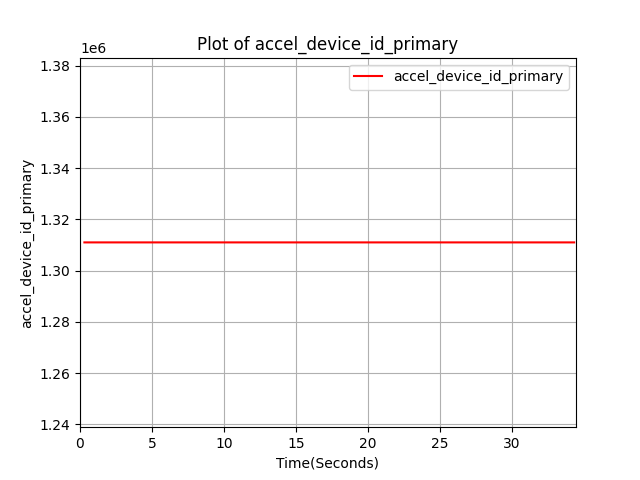 Plot of accel_device_id_primary
1e6
accel_device_id_primary
1.38
1.36
1.34
1.32
1.30
1.28
1.26
1.24
accel_device_id_primary
0 5 10 15 20 25 30
Time(Seconds)